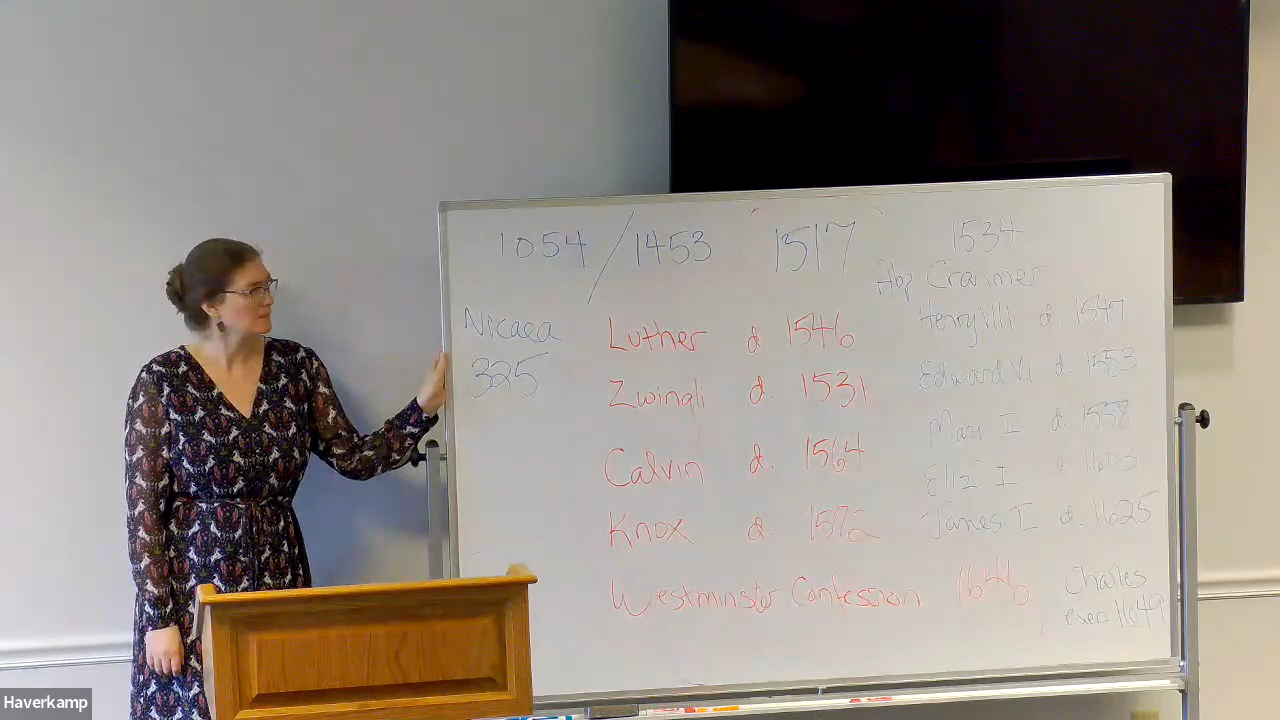 1054 / 1453 1517 1534
Abp Cranmer
Nicaea
325
Luther d. 1546
Zwingli d. 1531
Calvin d. 1564
Knox d. 1572
Westminster Confession 1646
Henry VIII d. 1547
Edward VI d. 1553
Mary I d. 1558
Eliz I d. 1603
James I d. 1625
Charles
exec. 1649
Haverkamp